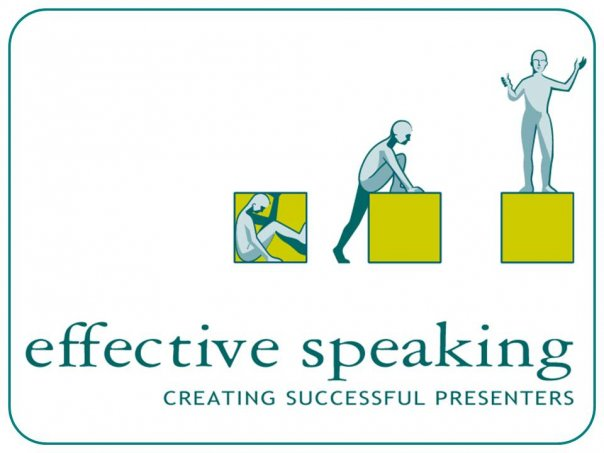 effective speaking
CREATING SUCCESSFUL PRESENTERS